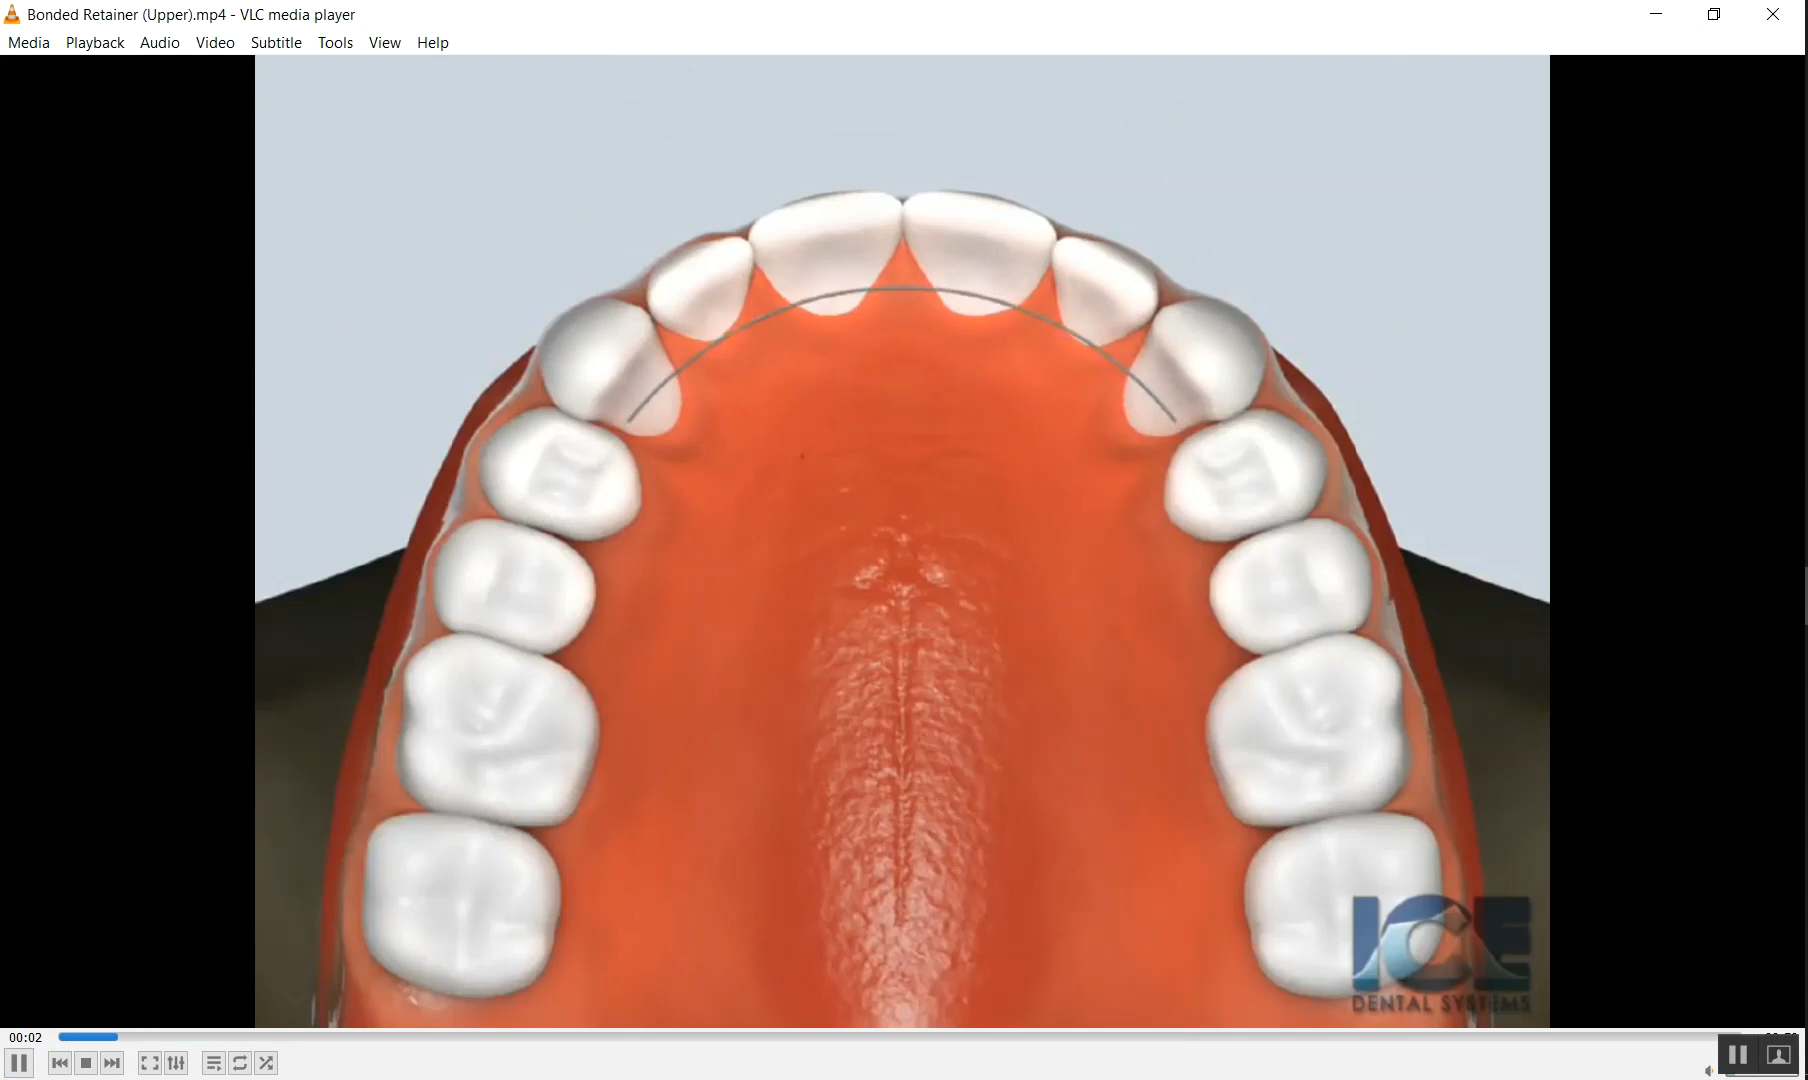 Bonded Retainer (Upper).mp4 - VLC media player
Media Playback Audio Video Subtitle Tools View Help
ICE
DENTAL SYSTEMS
00:02